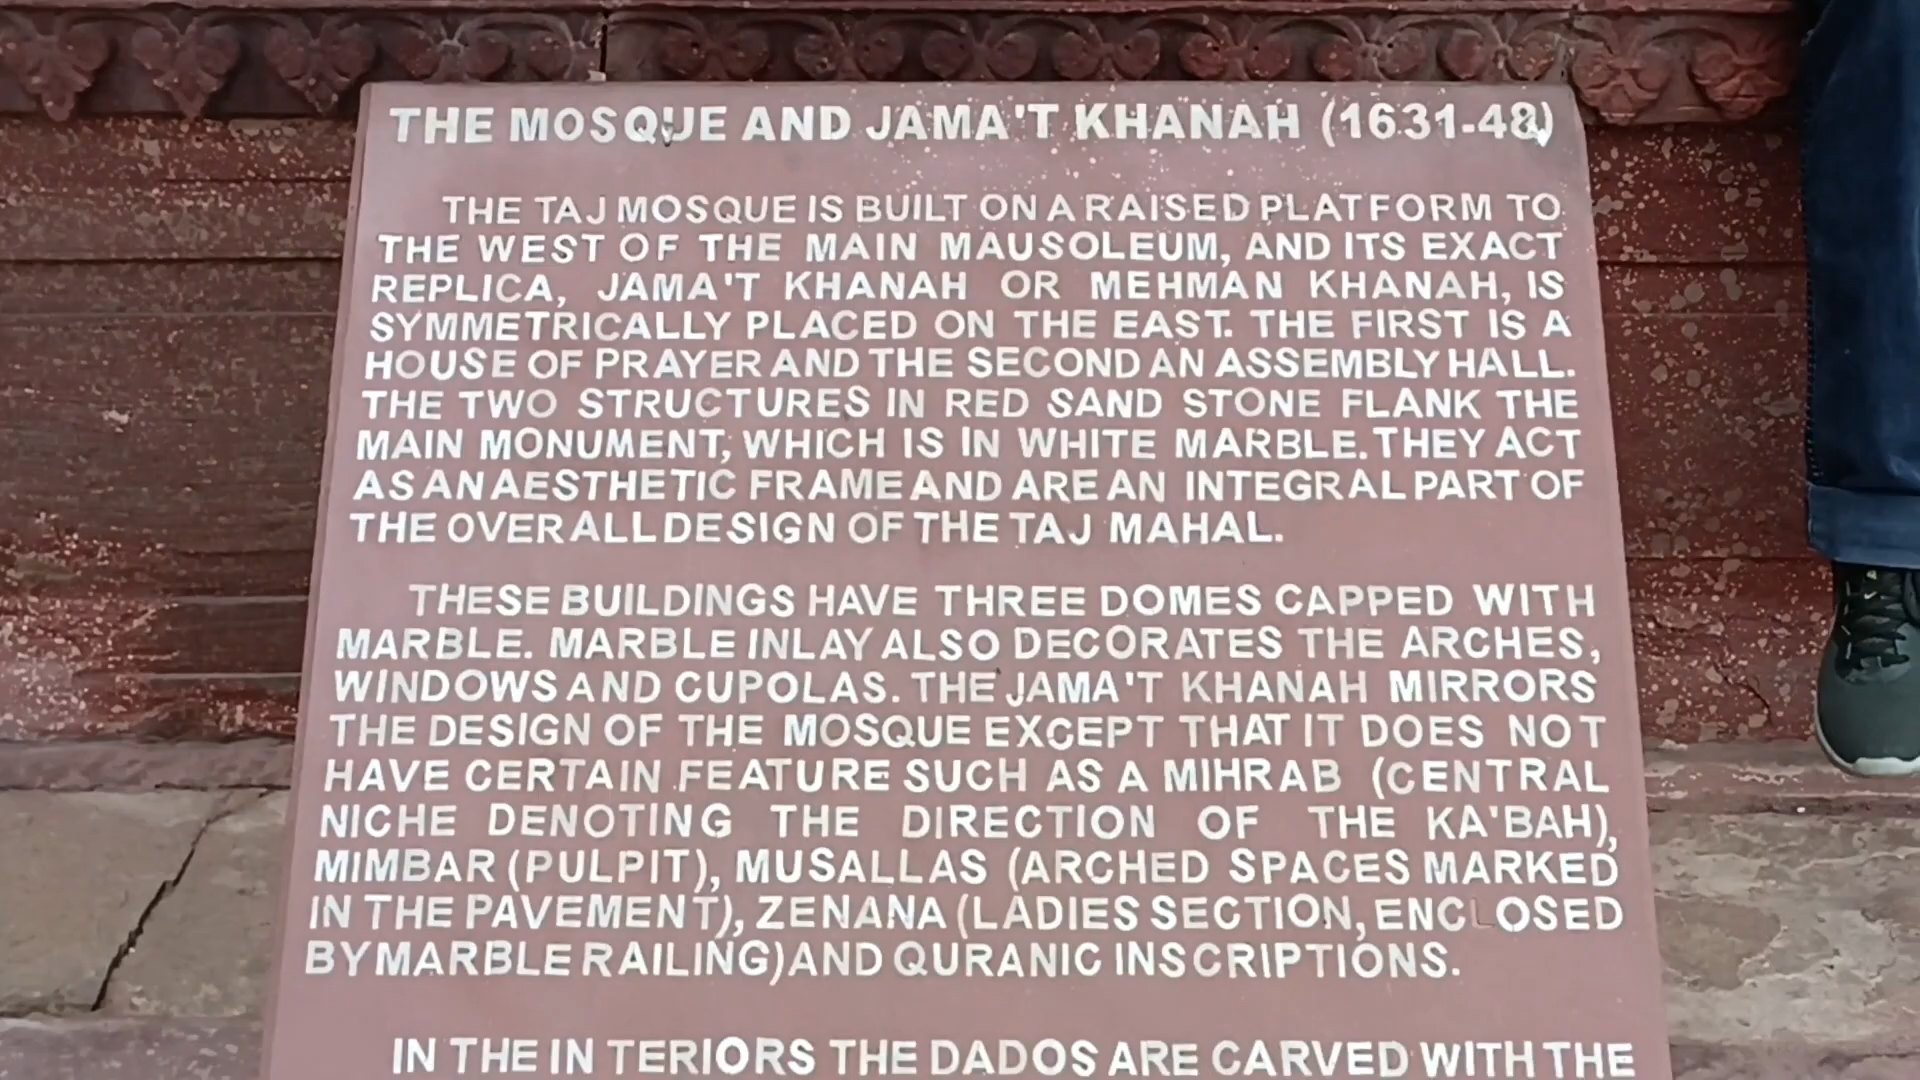 THE MOSQUE AND JAMA'T KHANAH (1631-48)
THE TAJ MOSQUE IS BUILT ON A RAISED PLATFORM TO
THE WEST OF THE MAIN MAUSOLEUM, AND ITS EXACT
REPLICA, JAMA'T KHANAH OR MEHMAN KHANAH, IS
SYMMETRICALLY PLACED ON THE EAST. THE FIRST IS A
HOUSE OF PRAYER AND THE SECOND AN ASSEMBLY HALL.
THE TWO STRUCTURES IN RED SAND STONE FLANK THE
MAIN MONUMENT, WHICH IS IN WHITE MARBLE. THEY ACT
AS AN AESTHETIC FRAME AND ARE AN INTEGRAL PART OF
THE OVERALL DESIGN OF THE TAJ MAHAL.
THESE BUILDINGS HAVE THREE DOMES CAPPED WITH
MARBLE. MARBLE INLAY ALSO DECORATES THE ARCHES,
WINDOWS AND CUPOLAS. THE JAMA'T KHANAH MIRRORS
THE DESIGN OF THE MOSQUE EXCEPT THAT IT DOES NOT
HAVE CERTAIN FEATURE SUCH AS A MIHRAB (CENTRAL
NICHE DENOTING THE DIRECTION OF THE KA'BAH),
MIMBAR (PULPIT), MUSALLAS (ARCHED SPACES MARKED
IN THE PAVEMENT), ZENANA (LADIES SECTION, ENCLOSED
BY MARBLE RAILING) AND QURANIC INSCRIPTIONS.
IN THE IN TERIORS THE DADOS ARE CARVED WITH THE